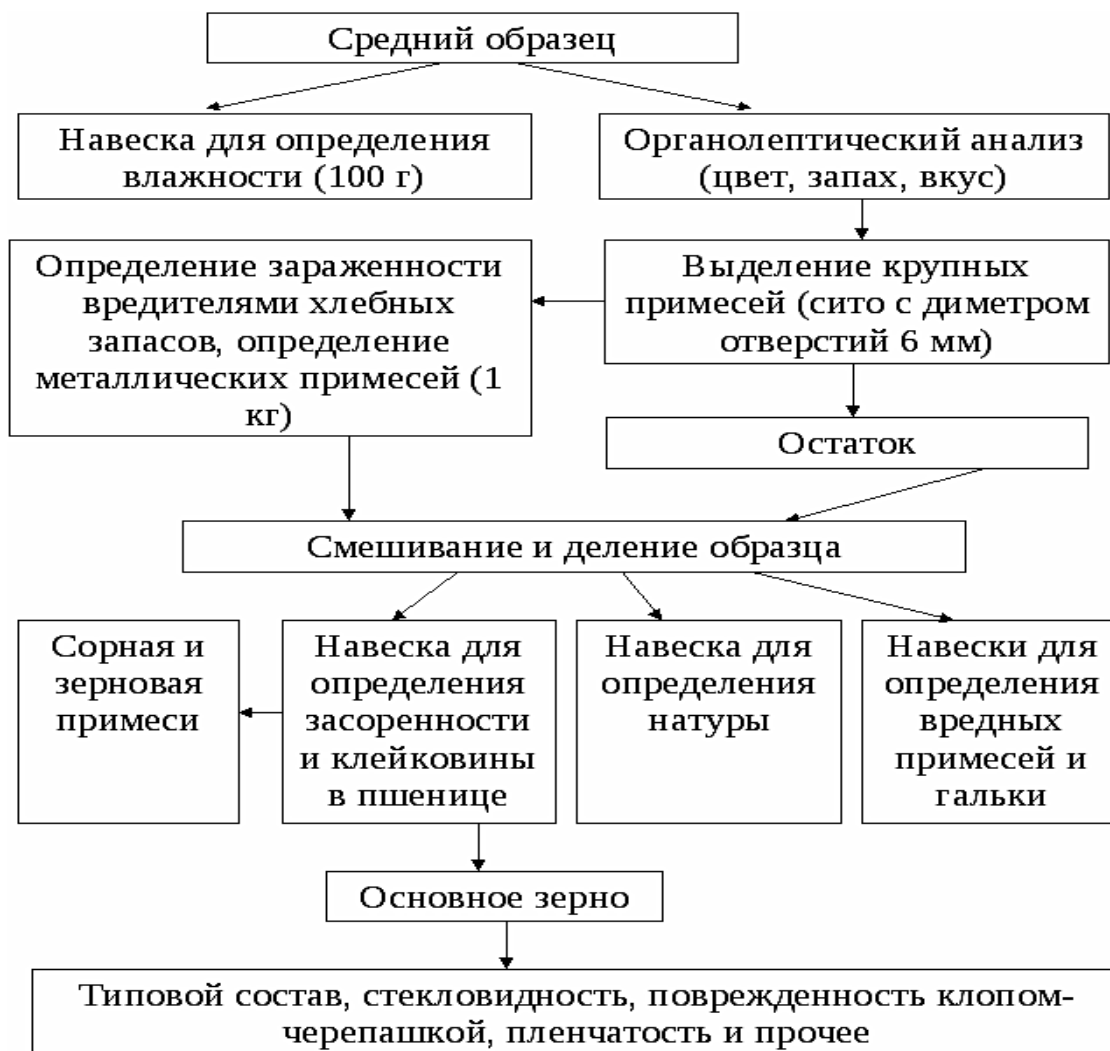 Средний образец
Навеска для определения
влажности (100 г)
Органолептический анализ
(цвет, запах, вкус)
Определение зараженности
вредителями хлебных
запасов, определение
металлических примесей (1
кг)
Выделение крупных
примесей (сито с диметром
отверстий 6 мм)
Остаток
Смешивание и деление образца
Сорная и
зерновая
примеси
Навеска для
определения
засоренности
и клейковины
в пшенице
Навеска для
определения
натуры
Навески для
определения
вредных
примесей и
гальки
Основное зерно
Типовой состав, стекловидность, поврежденность клопом-
черепашкой, пленчатость и прочее